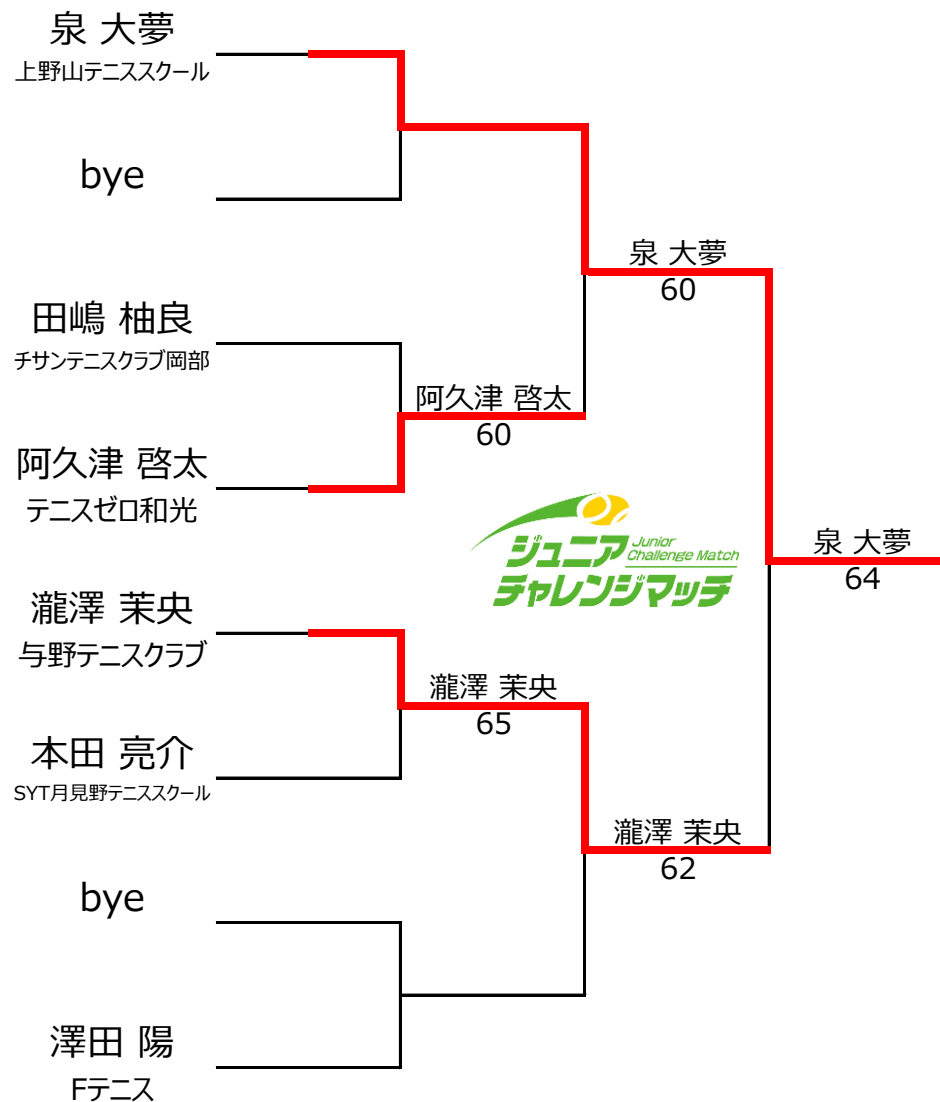 泉 大夢
上野山テニススクール
bye
田嶋 柚良
チサンテニスクラブ岡部
阿久津 啓太
テニスゼロ和光
瀧澤 茉央
与野テニスクラブ
本田 亮介
SYT月見野テニススクール
bye
澤田 陽
Fテニス
阿久津 啓太
60
瀧澤 茉央
65
泉 大夢
60
瀧澤 茉央
62
泉 大夢
64
ジュニア Junior Challenge Match
チャレンジマッチ